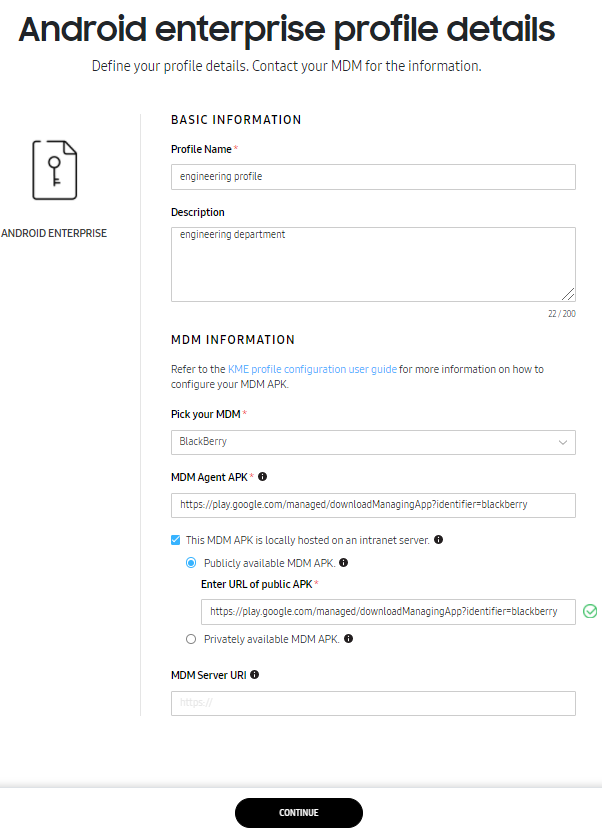 Android enterprise profile details
Define your profile details. Contact your MDM for the information.
ANDROID ENTERPRISE
BASIC INFORMATION
Profile Name*
engineering profile
Description
engineering department
22 / 200
MDM INFORMATION
Refer to the KME profile configuration user guide for more information on how to
configure your MDM APK.
Pick your MDM*
BlackBerry
MDM Agent APK*
https://play.google.com/managed/downloadManagingApp?identifier=blackberry
This MDM APK is locally hosted on an intranet server.
Publicly available MDM APK.
Enter URL of public APK*
https://play.google.com/managed/downloadManagingApp?identifier=blackberry
Privately available MDM APK.
MDM Server URI
https://
CONTINUE